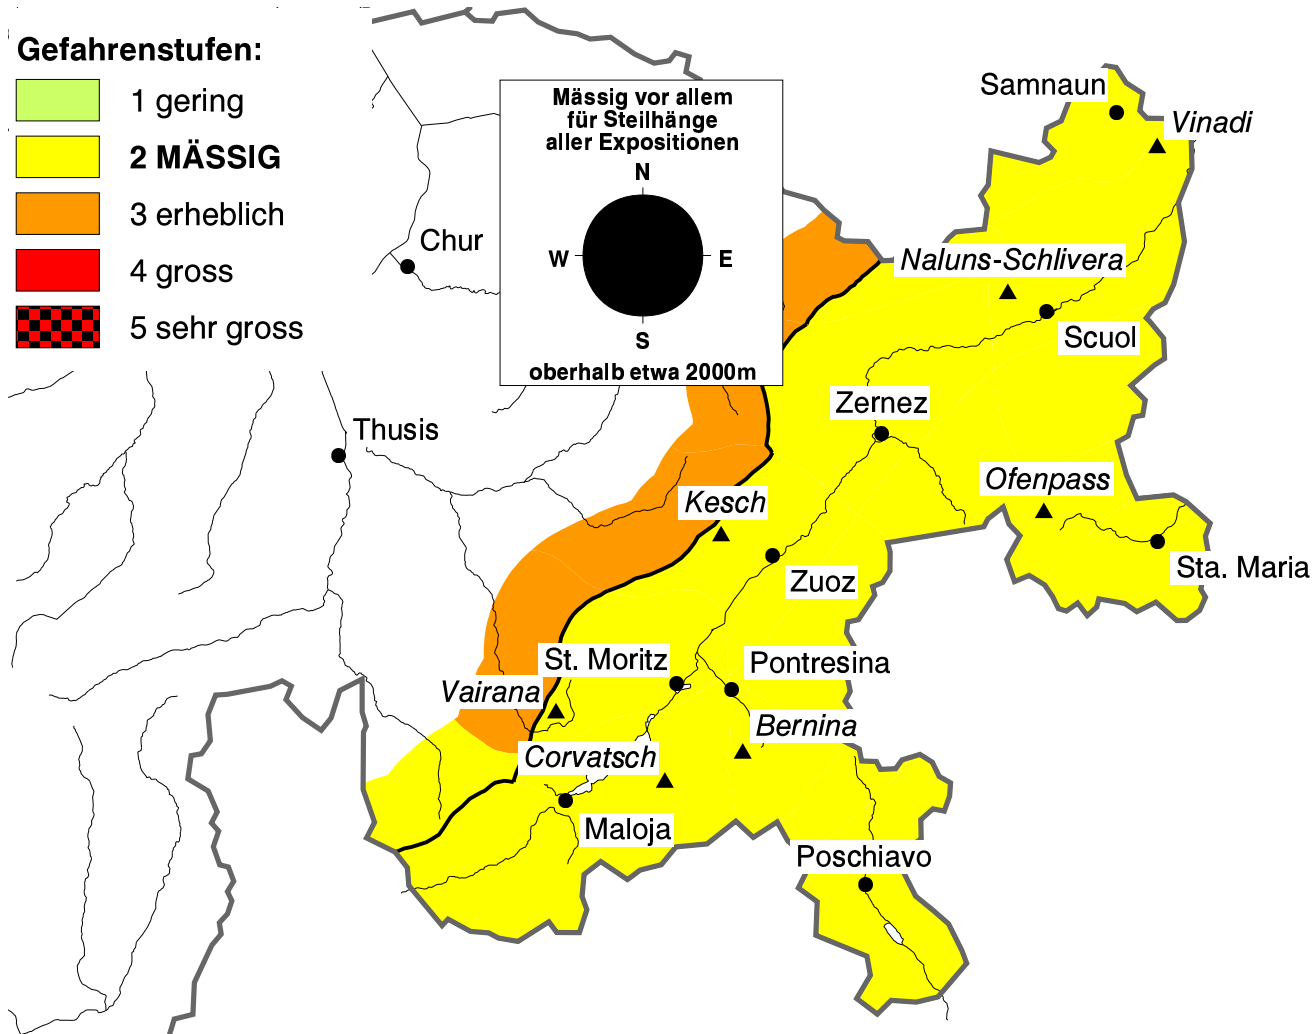 Gefahrenstufen:
1 gering
2 MÄSSIG
3 erheblich
4 gross
5 sehr gross
Mässig vor allem
für Steilhänge
aller Expositionen
N
W
E
S
oberhalb etwa 2000m
Samnaun
Vinadi
Chur
Naluns-Schlivera
Scuol
Zernez
Thusis
Ofenpass
Kesch
Sta. Maria
Zuoz
St. Moritz
Pontresina
Vairana
Bernina
Corvatsch
Maloja
Poschiavo